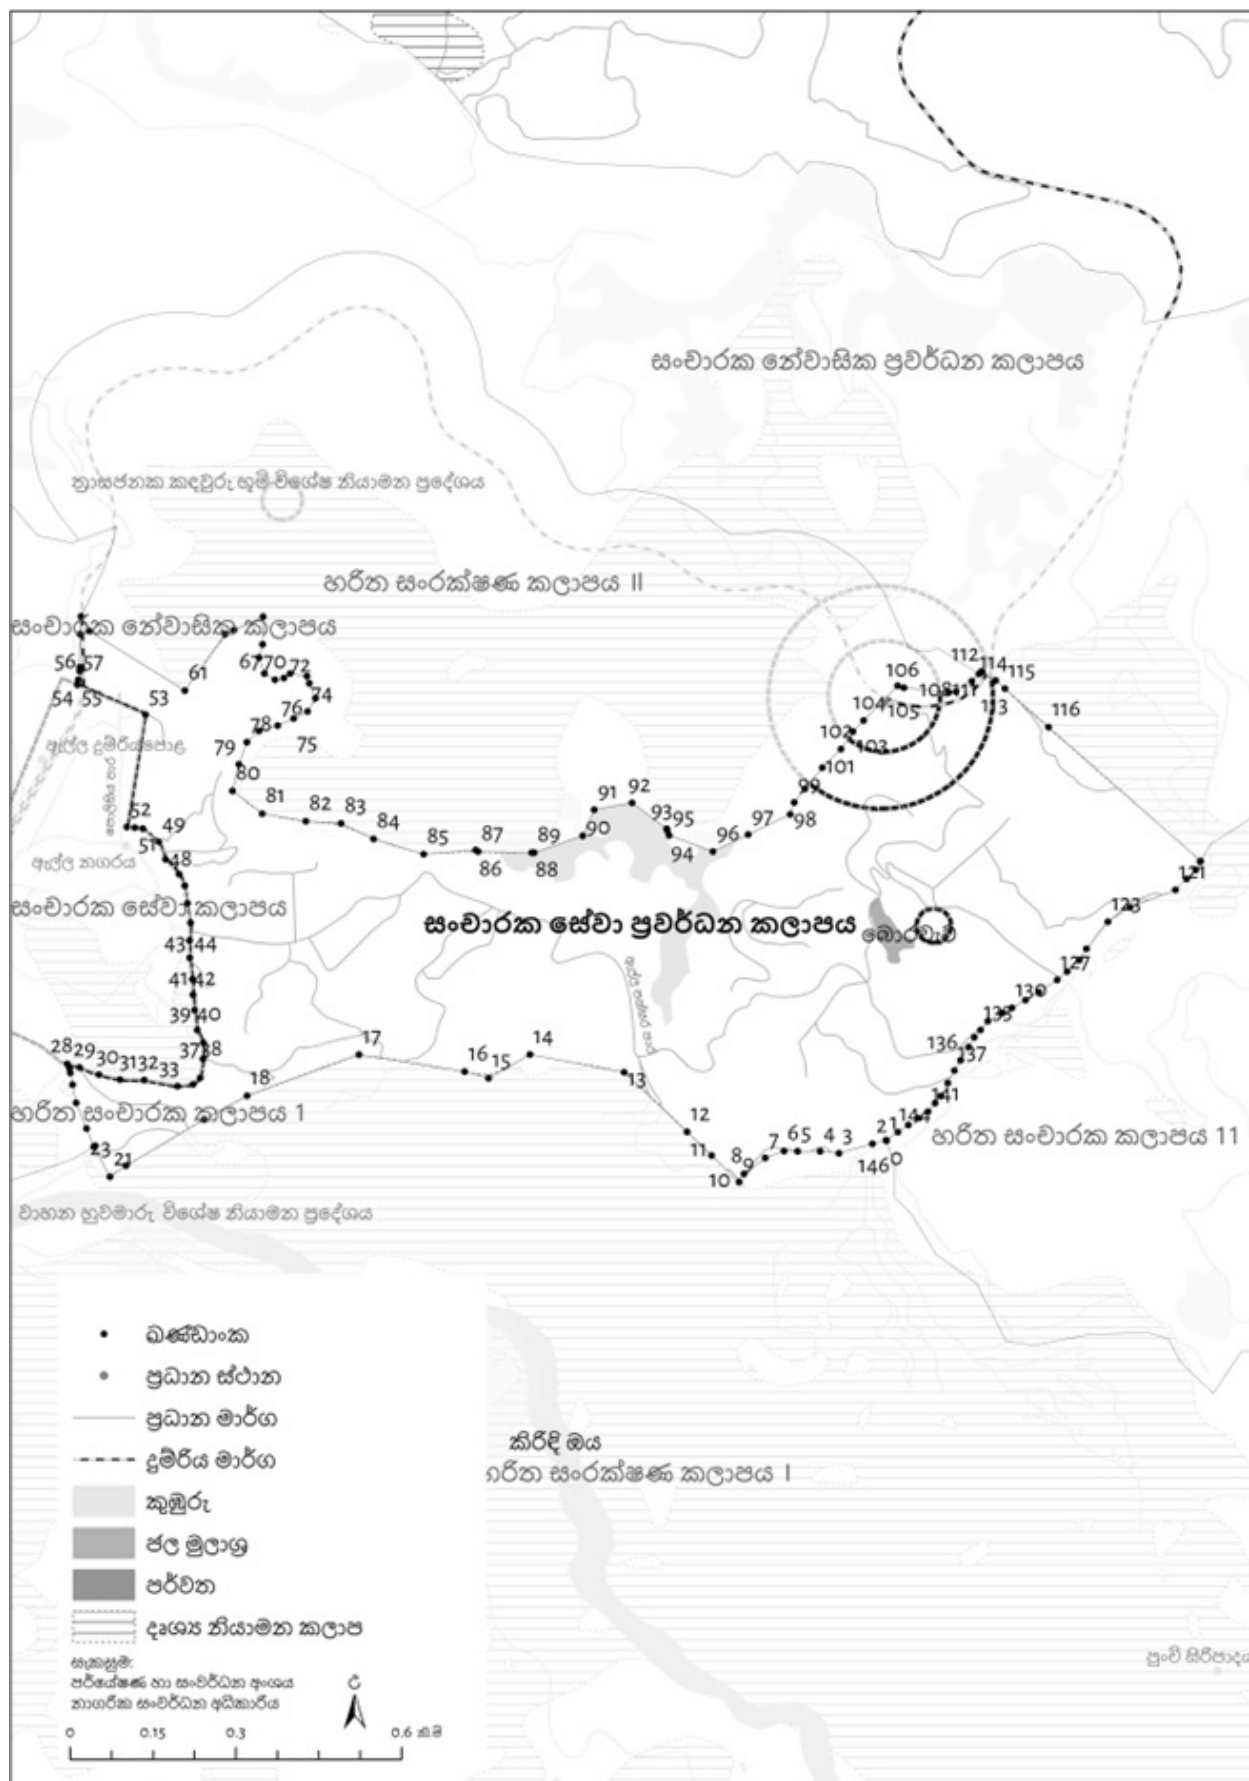 සංචාරක නේවාසික ප්‍රවර්ධන කලාපය
ත්‍රාසජනක කඳවුරු භූමි විශේෂ නියාමන ප්‍රදේශය
හරිත සංරක්ෂණ කලාපය II
සංචාරක නේවාසික කලාපය
56 57 61 67 70 72 106 112 114 115
54 55 53 74 76 78 75 104 105 108 111 113 116
ඇල්ල දුම්රියපොළ
79 80 102 103 101
පොලිසිය පාර
81 82 83 84 91 92 99 98
52 49 51 85 87 86 89 88 90 93 95 94 96 97
ඇල්ල නගරය
48 121
සංචාරක සේවා කලාපය
123
සංචාරක සේවා ප්‍රවර්ධන කලාපය
බොරවැව
43 44 41 42 127
39 40 130
37 38 17 14 133 136
28 29 30 31 32 33 18 16 15 13 137
141
හරිත සංචාරක කලාපය 1
12 144
හරිත සංචාරක කලාපය 11
23 21 11 10 8 9 7 6 5 4 3 2 1 146 0
වාහන හුවමාරු විශේෂ නියාමන ප්‍රදේශය
ඛණ්ඩාංක
ප්‍රධාන ස්ථාන
ප්‍රධාන මාර්ග
දුම්රිය මාර්ග
කුඹුරු
ජල මූලාශ්‍ර
පර්වත
දෘශ්‍ය නියාමන කලාප
කිරිඳි ඔය
හරිත සංරක්ෂණ කලාපය I
පුංචි සිරිපාදය
සැකසුම:
පර්යේෂණ හා සංවර්ධන අංශය
නාගරික සංවර්ධන අධිකාරිය
උ
0 0.15 0.3 0.6 කි.මි